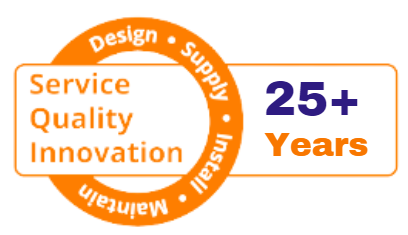 Design • Supply • Install • Maintain
Service
Quality
Innovation
25+
Years